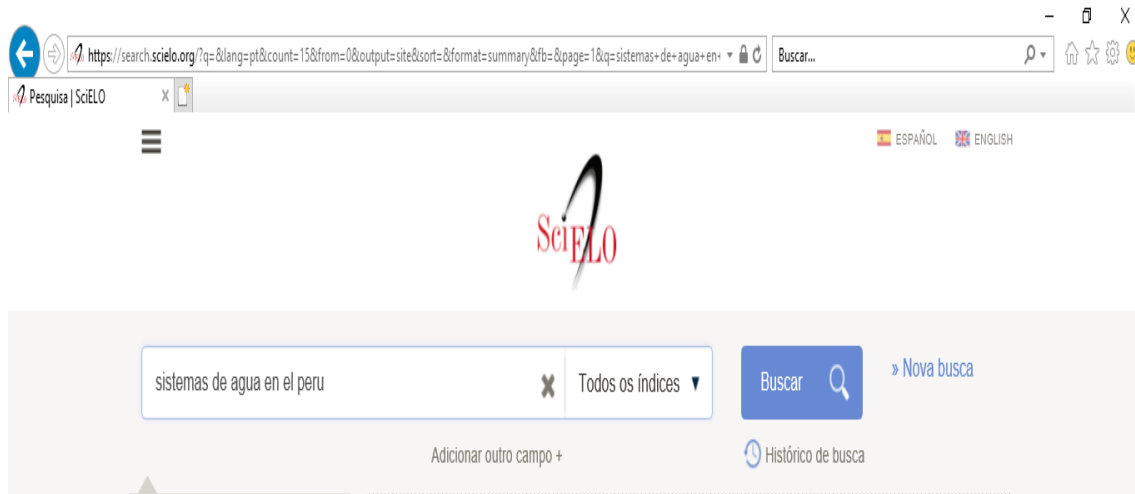 https://search.scielo.org/?q=&lang=pt&count=15&from=0&output=site&sort=&format=summary&fb=&page=1&q=sistemas+de+agua+en+
Buscar...
Pesquisa | SciELO
ESPAÑOL ENGLISH
SciELO
sistemas de agua en el peru
Todos os índices
Buscar
» Nova busca
Adicionar outro campo +
Histórico de busca